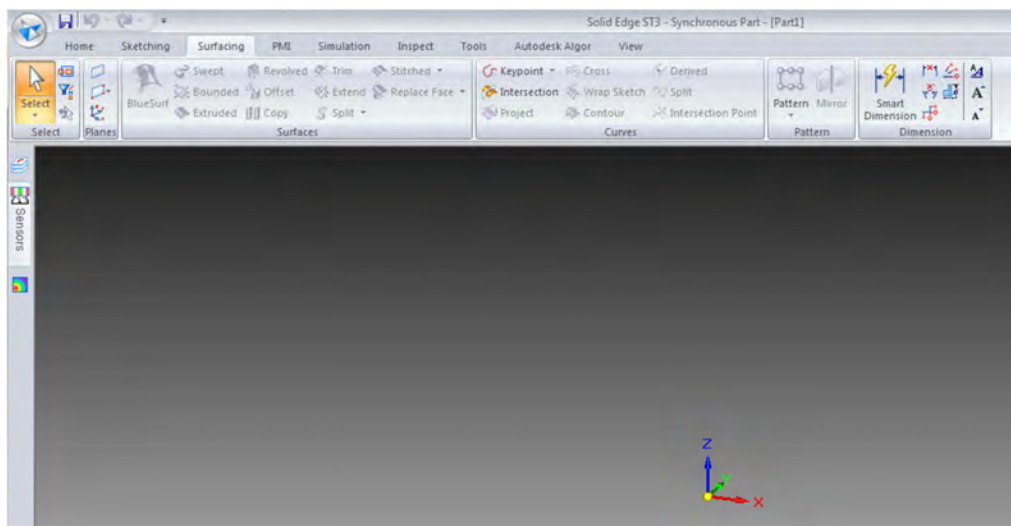 Solid Edge ST3 - Synchronous Part - [Part1]
Home Sketching Surfacing PMI Simulation Inspect Tools Autodesk Algor View
Swept Revolved Trim Stitched Keypoint Cross Derived
Select BlueSurf Bounded Offset Extend Replace Face Intersection Wrap Sketch Split Pattern Mirror Smart Dimension
Extruded Copy Split Project Contour Intersection Point
Select Planes Surfaces Curves Pattern Dimension
Sensors
Z
Y
X